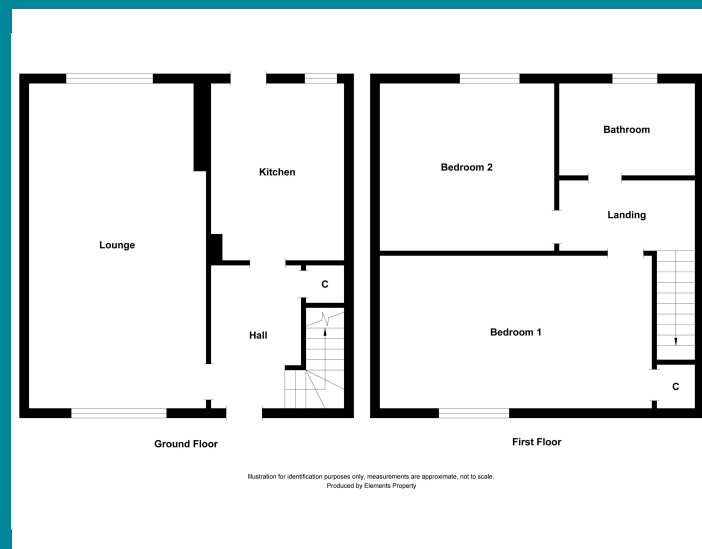 Kitchen
Lounge
C
Hall
Ground Floor
Bathroom
Bedroom 2
Landing
Bedroom 1
C
First Floor
Illustration for identification purposes only, measurements are approximate, not to scale.
Produced by Elements Property